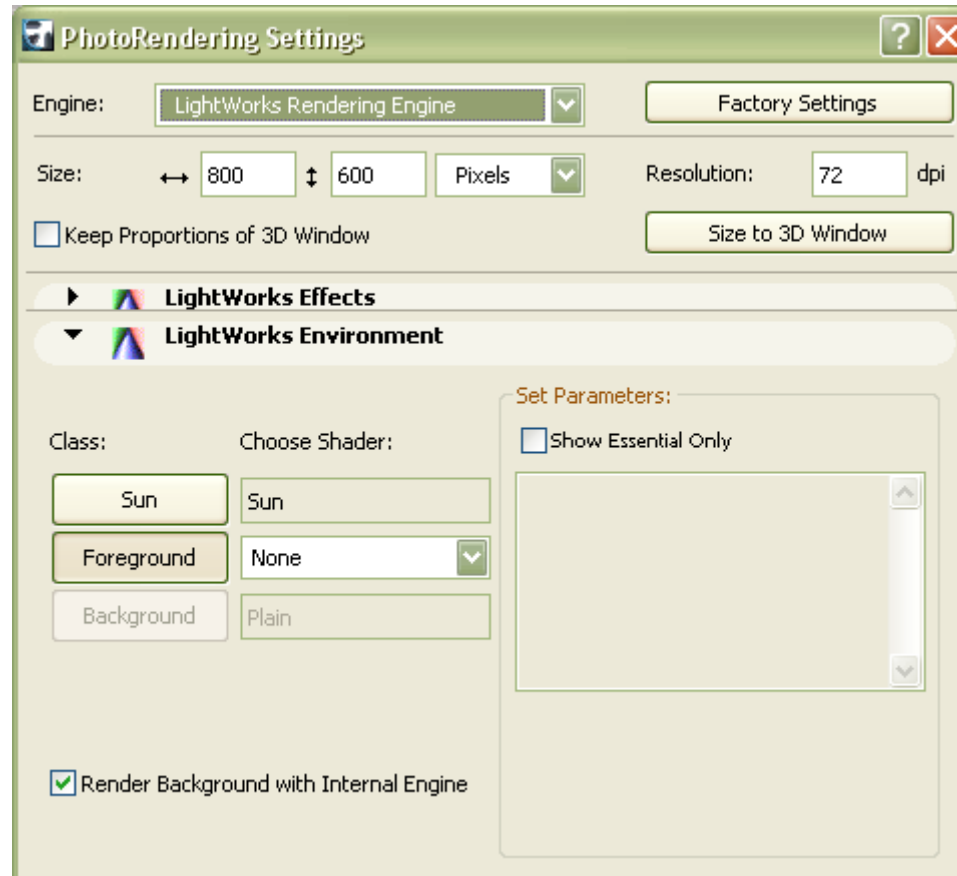 PhotoRendering Settings
Engine: LightWorks Rendering Engine Factory Settings
Size: 800 600 Pixels Resolution: 72 dpi
Keep Proportions of 3D Window Size to 3D Window
LightWorks Effects
LightWorks Environment
Set Parameters:
Class: Choose Shader: Show Essential Only
Sun Sun
Foreground None
Background Plain
Render Background with Internal Engine